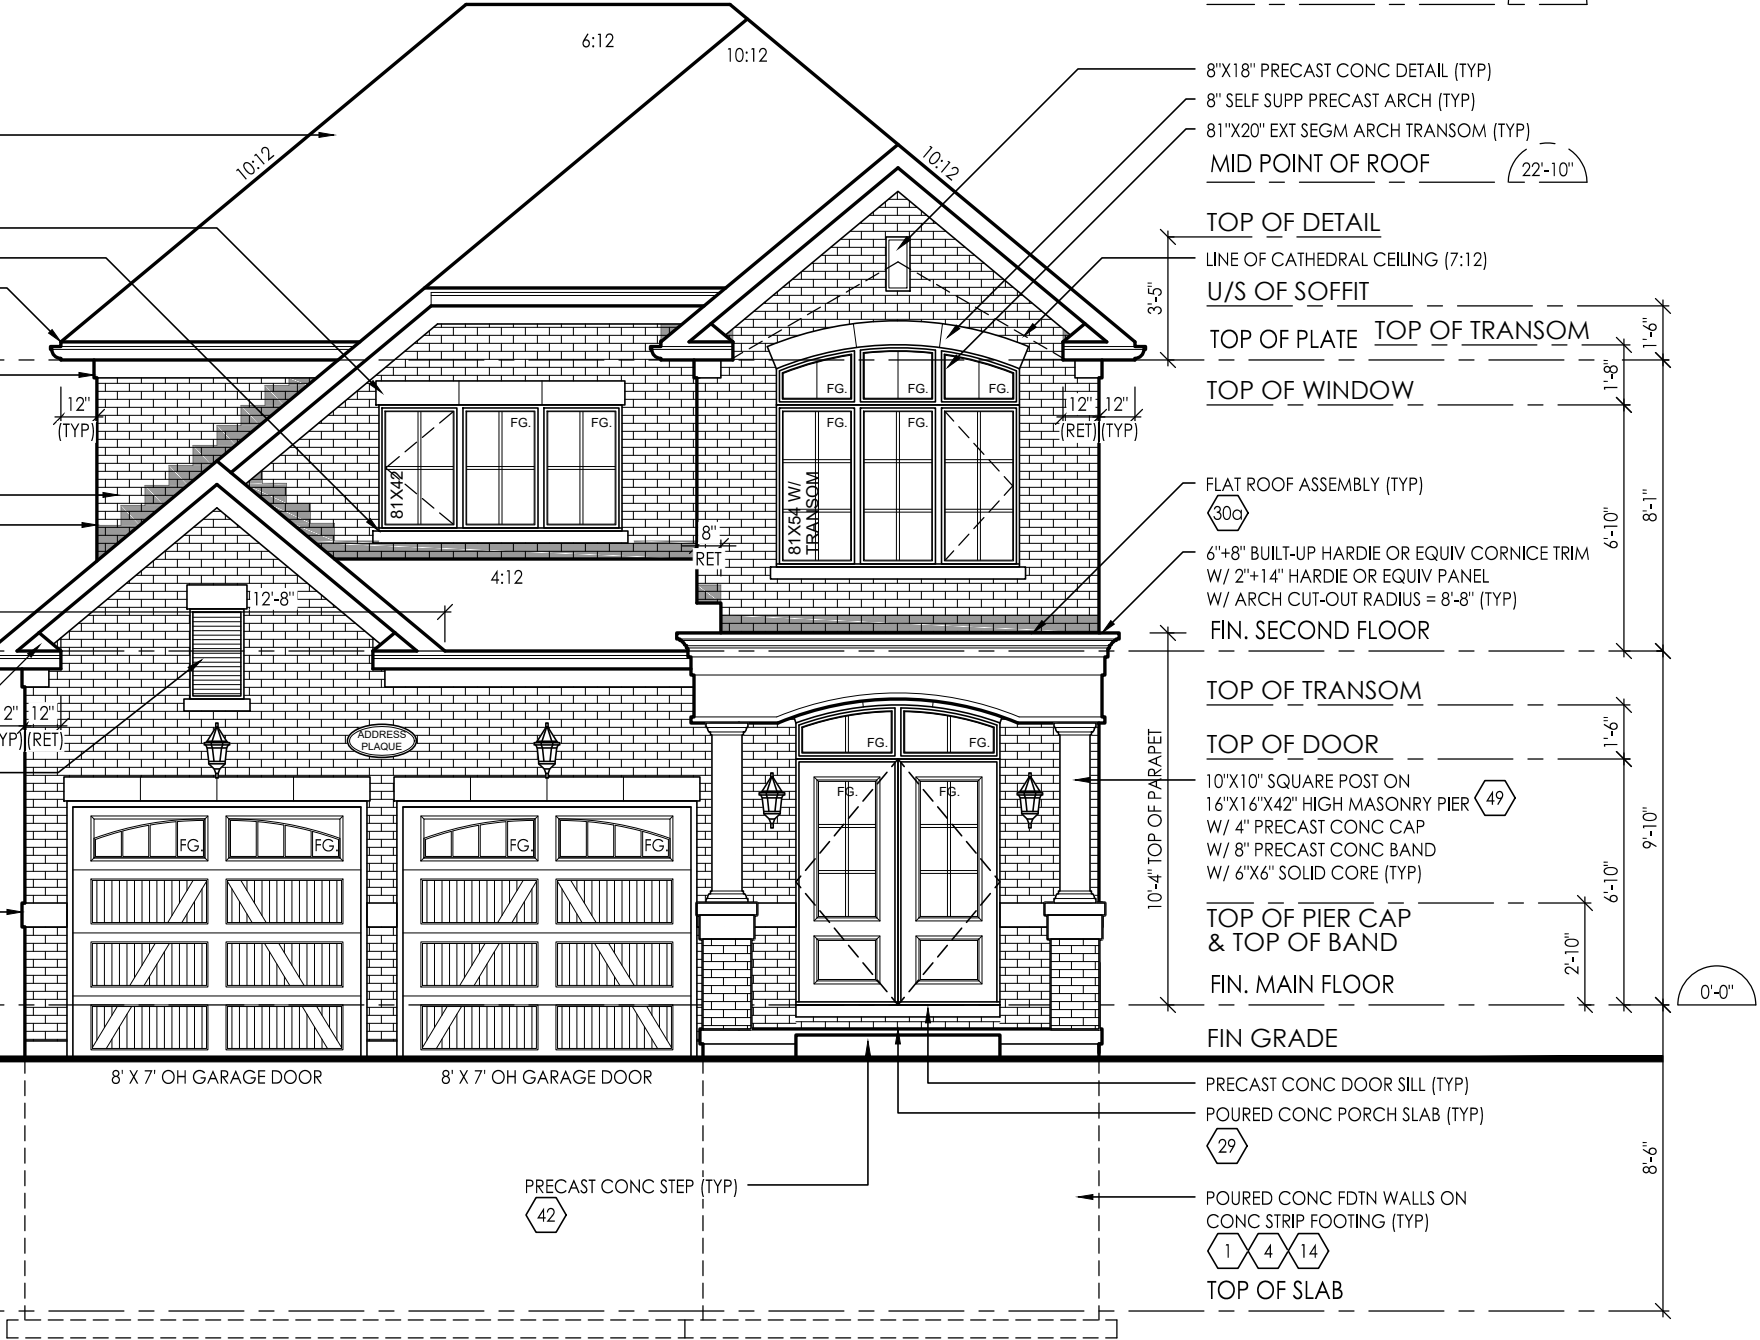 6:12
10:12
10:12
10:12
8"X18" PRECAST CONC DETAIL (TYP)
8" SELF SUPP PRECAST ARCH (TYP)
81"X20" EXT SEGM ARCH TRANSOM (TYP)
MID POINT OF ROOF
22'-10"
TOP OF DETAIL
LINE OF CATHEDRAL CEILING (7:12)
3'-5"
U/S OF SOFFIT
TOP OF PLATE
TOP OF TRANSOM
1'-6"
1'-8"
TOP OF WINDOW
12"
(TYP)
FG.
FG.
81X42
FG.
FG.
FG.
FG.
FG.
81X54 W/
TRANSOM
12" 12"
(RET) (TYP)
8"
RET
FLAT ROOF ASSEMBLY (TYP)
30a
6'-10"
8'-1"
6"+8" BUILT-UP HARDIE OR EQUIV CORNICE TRIM
W/ 2"+14" HARDIE OR EQUIV PANEL
W/ ARCH CUT-OUT RADIUS = 8'-8" (TYP)
4:12
12'-8"
FIN. SECOND FLOOR
TOP OF TRANSOM
1'-6"
TOP OF DOOR
2" 12"
YP) (RET)
ADDRESS
PLAQUE
FG.
FG.
FG.
FG.
10'-4" TOP OF PARAPET
10"X10" SQUARE POST ON
16"X16"X42" HIGH MASONRY PIER
49
W/ 4" PRECAST CONC CAP
W/ 8" PRECAST CONC BAND
W/ 6"X6" SOLID CORE (TYP)
FG.
FG.
FG.
FG.
9'-10"
6'-10"
TOP OF PIER CAP
& TOP OF BAND
2'-10"
FIN. MAIN FLOOR
0'-0"
FIN GRADE
8' X 7' OH GARAGE DOOR
8' X 7' OH GARAGE DOOR
PRECAST CONC DOOR SILL (TYP)
POURED CONC PORCH SLAB (TYP)
29
8'-6"
PRECAST CONC STEP (TYP)
42
POURED CONC FDTN WALLS ON
CONC STRIP FOOTING (TYP)
1 4 14
TOP OF SLAB